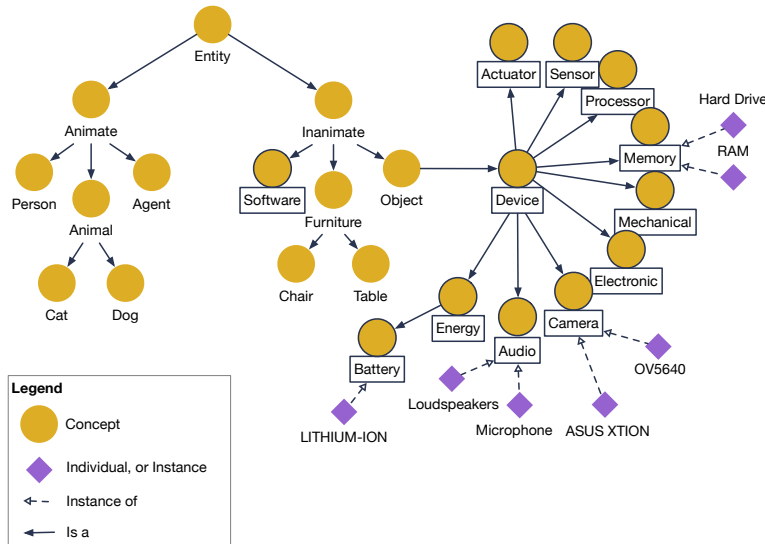 Entity
Actuator
Sensor
Processor
Hard Drive
Animate
Inanimate
Memory
RAM
Person
Agent
Software
Object
Device
Animal
Furniture
Mechanical
Cat
Dog
Chair
Table
Electronic
Energy
Camera
Audio
Battery
OV5640
Loudspeakers
LITHIUM-ION
Microphone
ASUS XTION
Legend
Concept
Individual, or Instance
Instance of
Is a